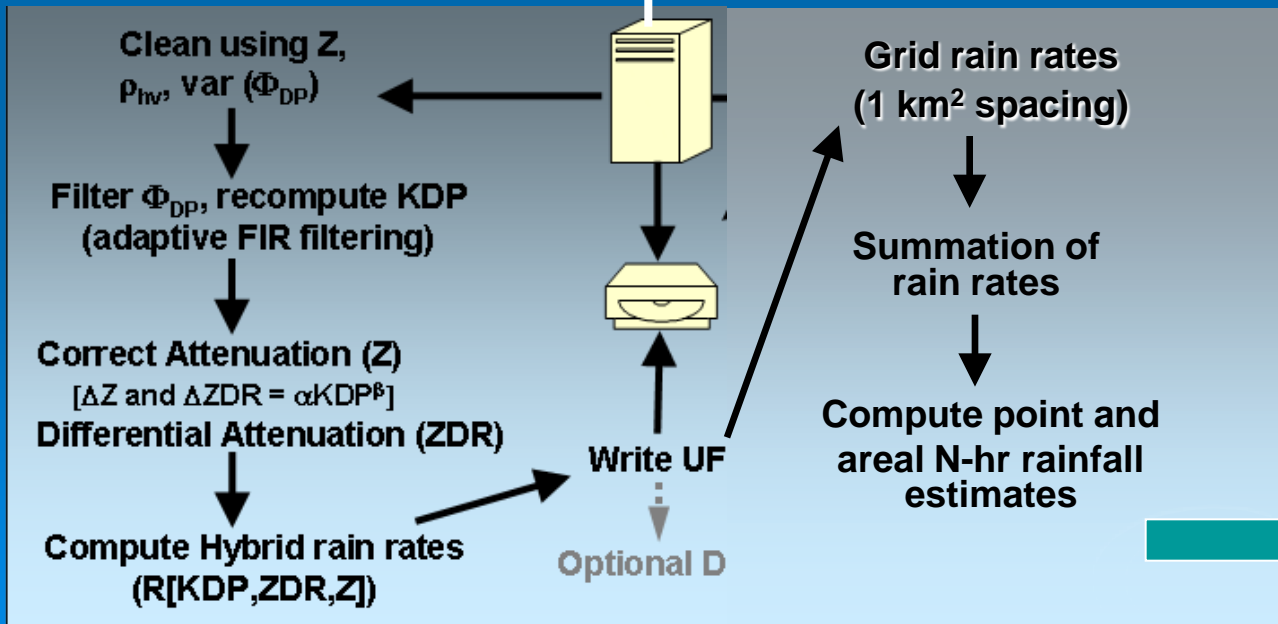 Clean using Z,
ρhv, var (ΦDP)
Filter ΦDP, recompute KDP
(adaptive FIR filtering)
Correct Attenuation (Z)
[ΔZ and ΔZDR = αKDPᵝ]
Differential Attenuation (ZDR)
Compute Hybrid rain rates
(R[KDP,ZDR,Z])
Write UF
Optional D
Grid rain rates
(1 km² spacing)
Summation of
rain rates
Compute point and
areal N-hr rainfall
estimates